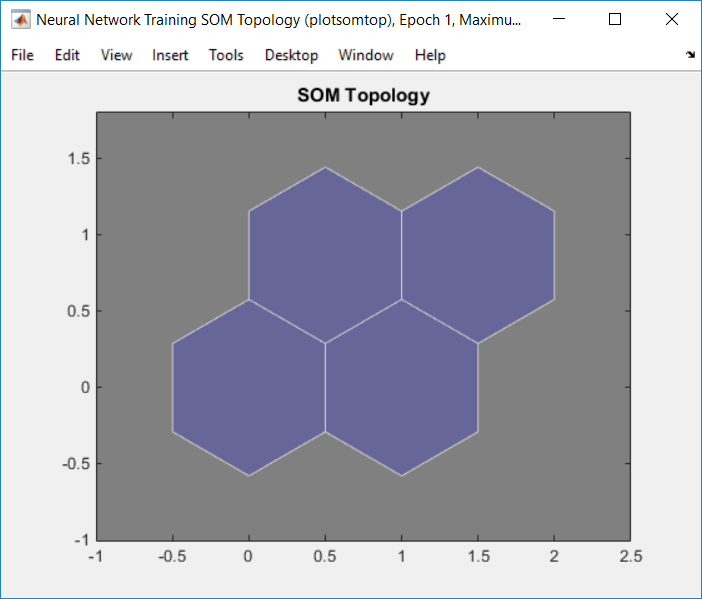 Neural Network Training SOM Topology (plotsomtop), Epoch 1, Maximu...
File Edit View Insert Tools Desktop Window Help
SOM Topology
1.5
1
0.5
0
-0.5
-1
-1 -0.5 0 0.5 1 1.5 2 2.5